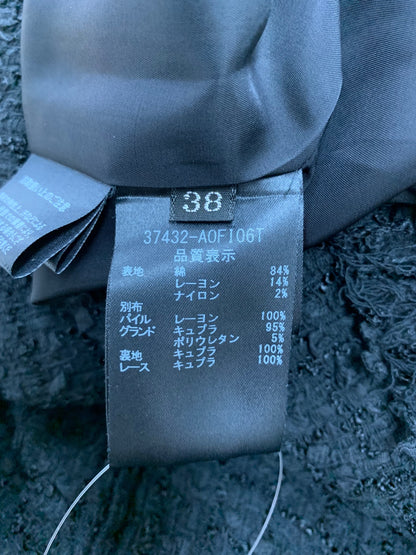 38
37432-AOFI06T
品質表示
表地 綿 84%
レーヨン 14%
ナイロン 2%
別布
パイル レーヨン 100%
グランド キュプラ 95%
ポリウレタン 5%
裏地 キュプラ 100%
レース キュプラ 100%